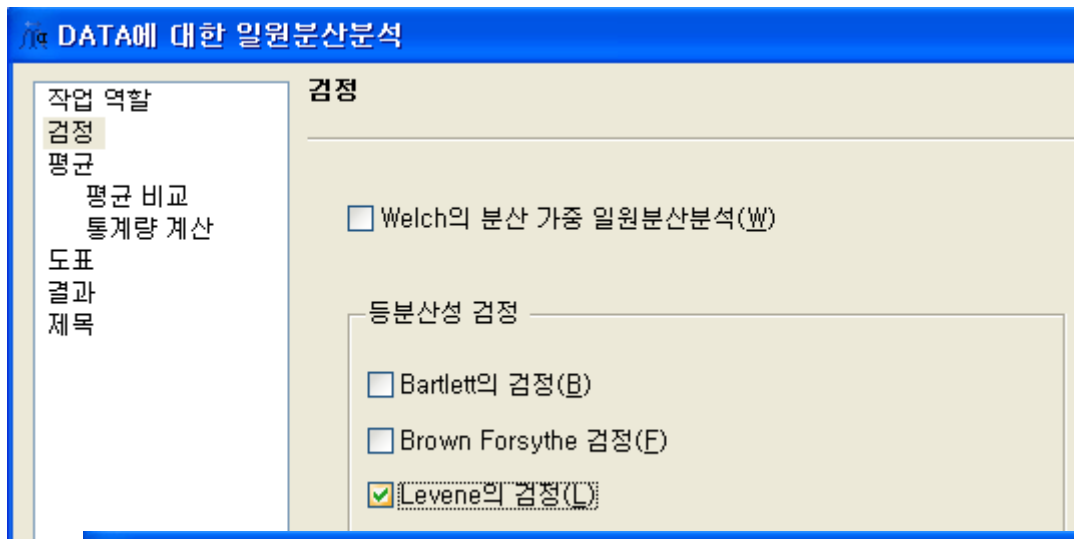 DATA에 대한 일원분산분석
작업 역할
검정
평균
평균 비교
통계량 계산
도표
결과
제목
검정
Welch의 분산 가중 일원분산분석(W)
등분산성 검정
Bartlett의 검정(B)
Brown Forsythe 검정(F)
Levene의 검정(L)